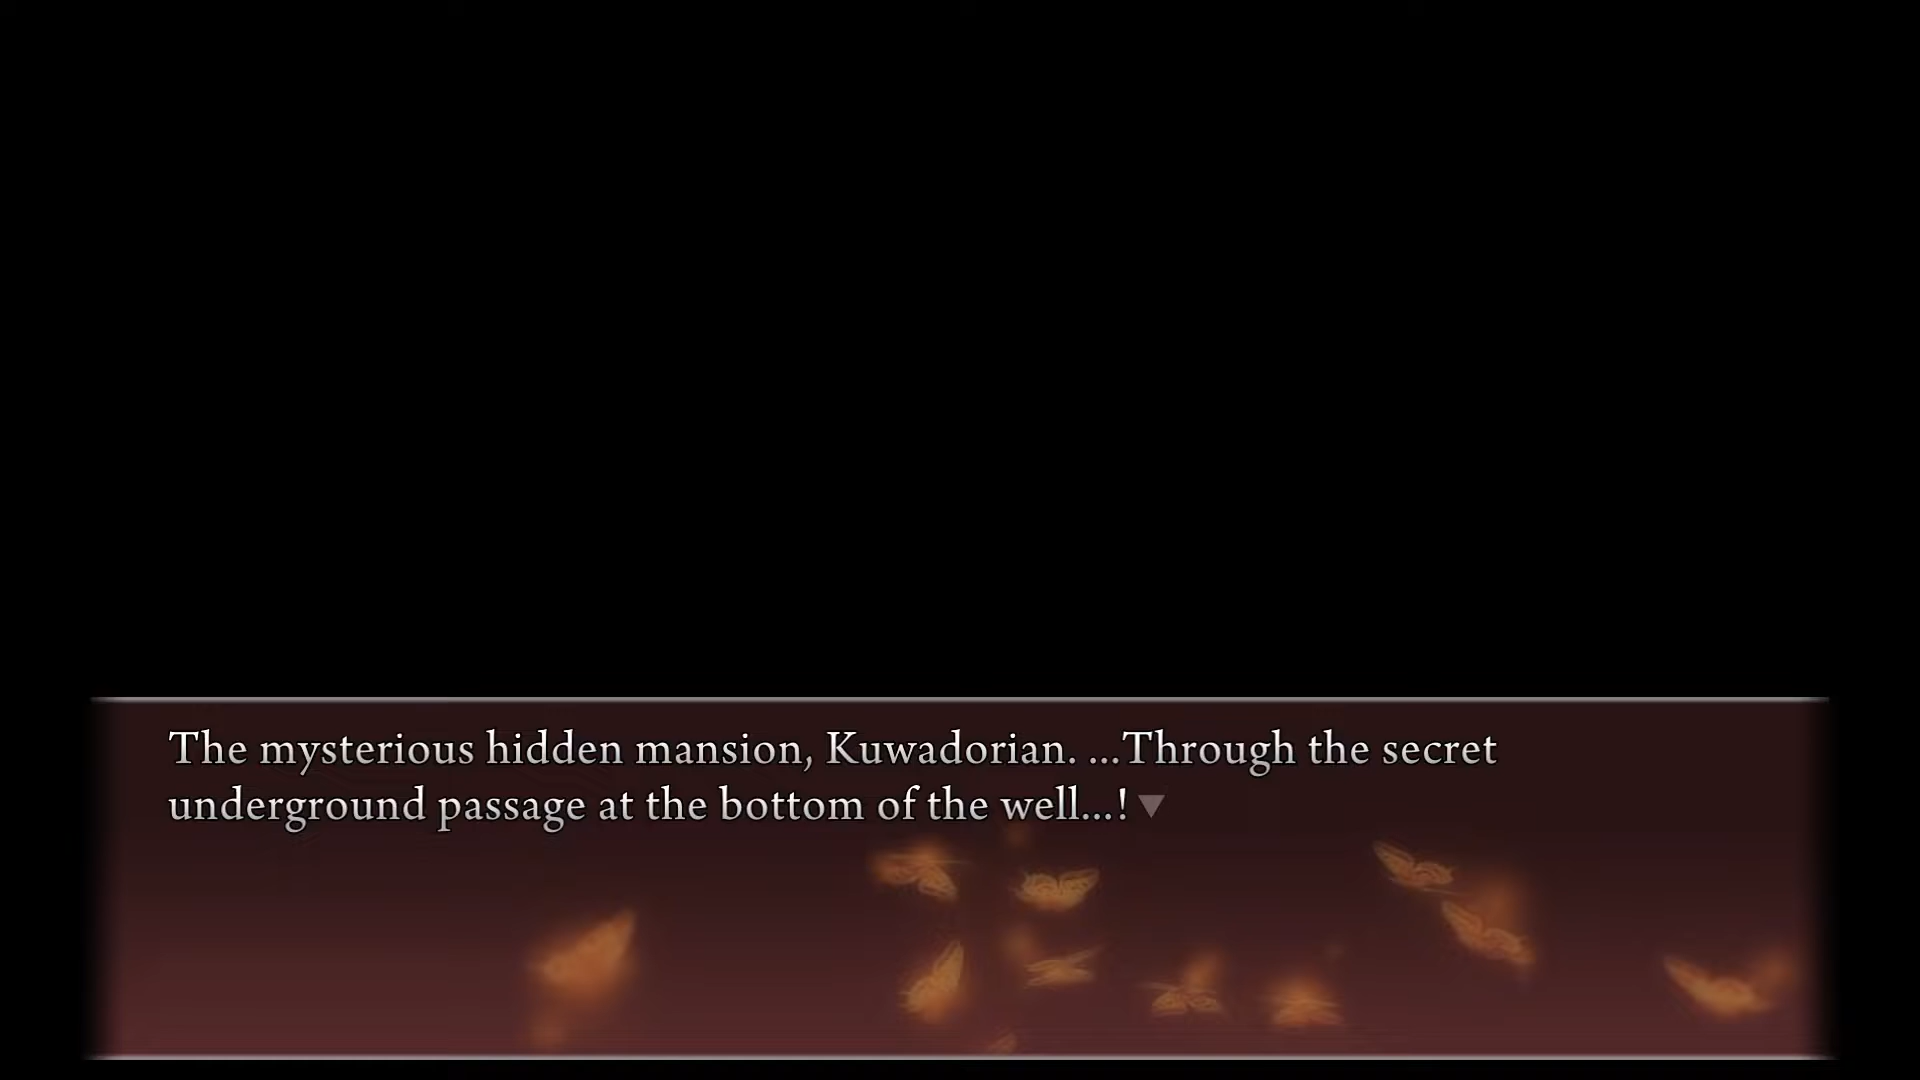 The mysterious hidden mansion, Kuwadorian. ...Through the secret
underground passage at the bottom of the well...!